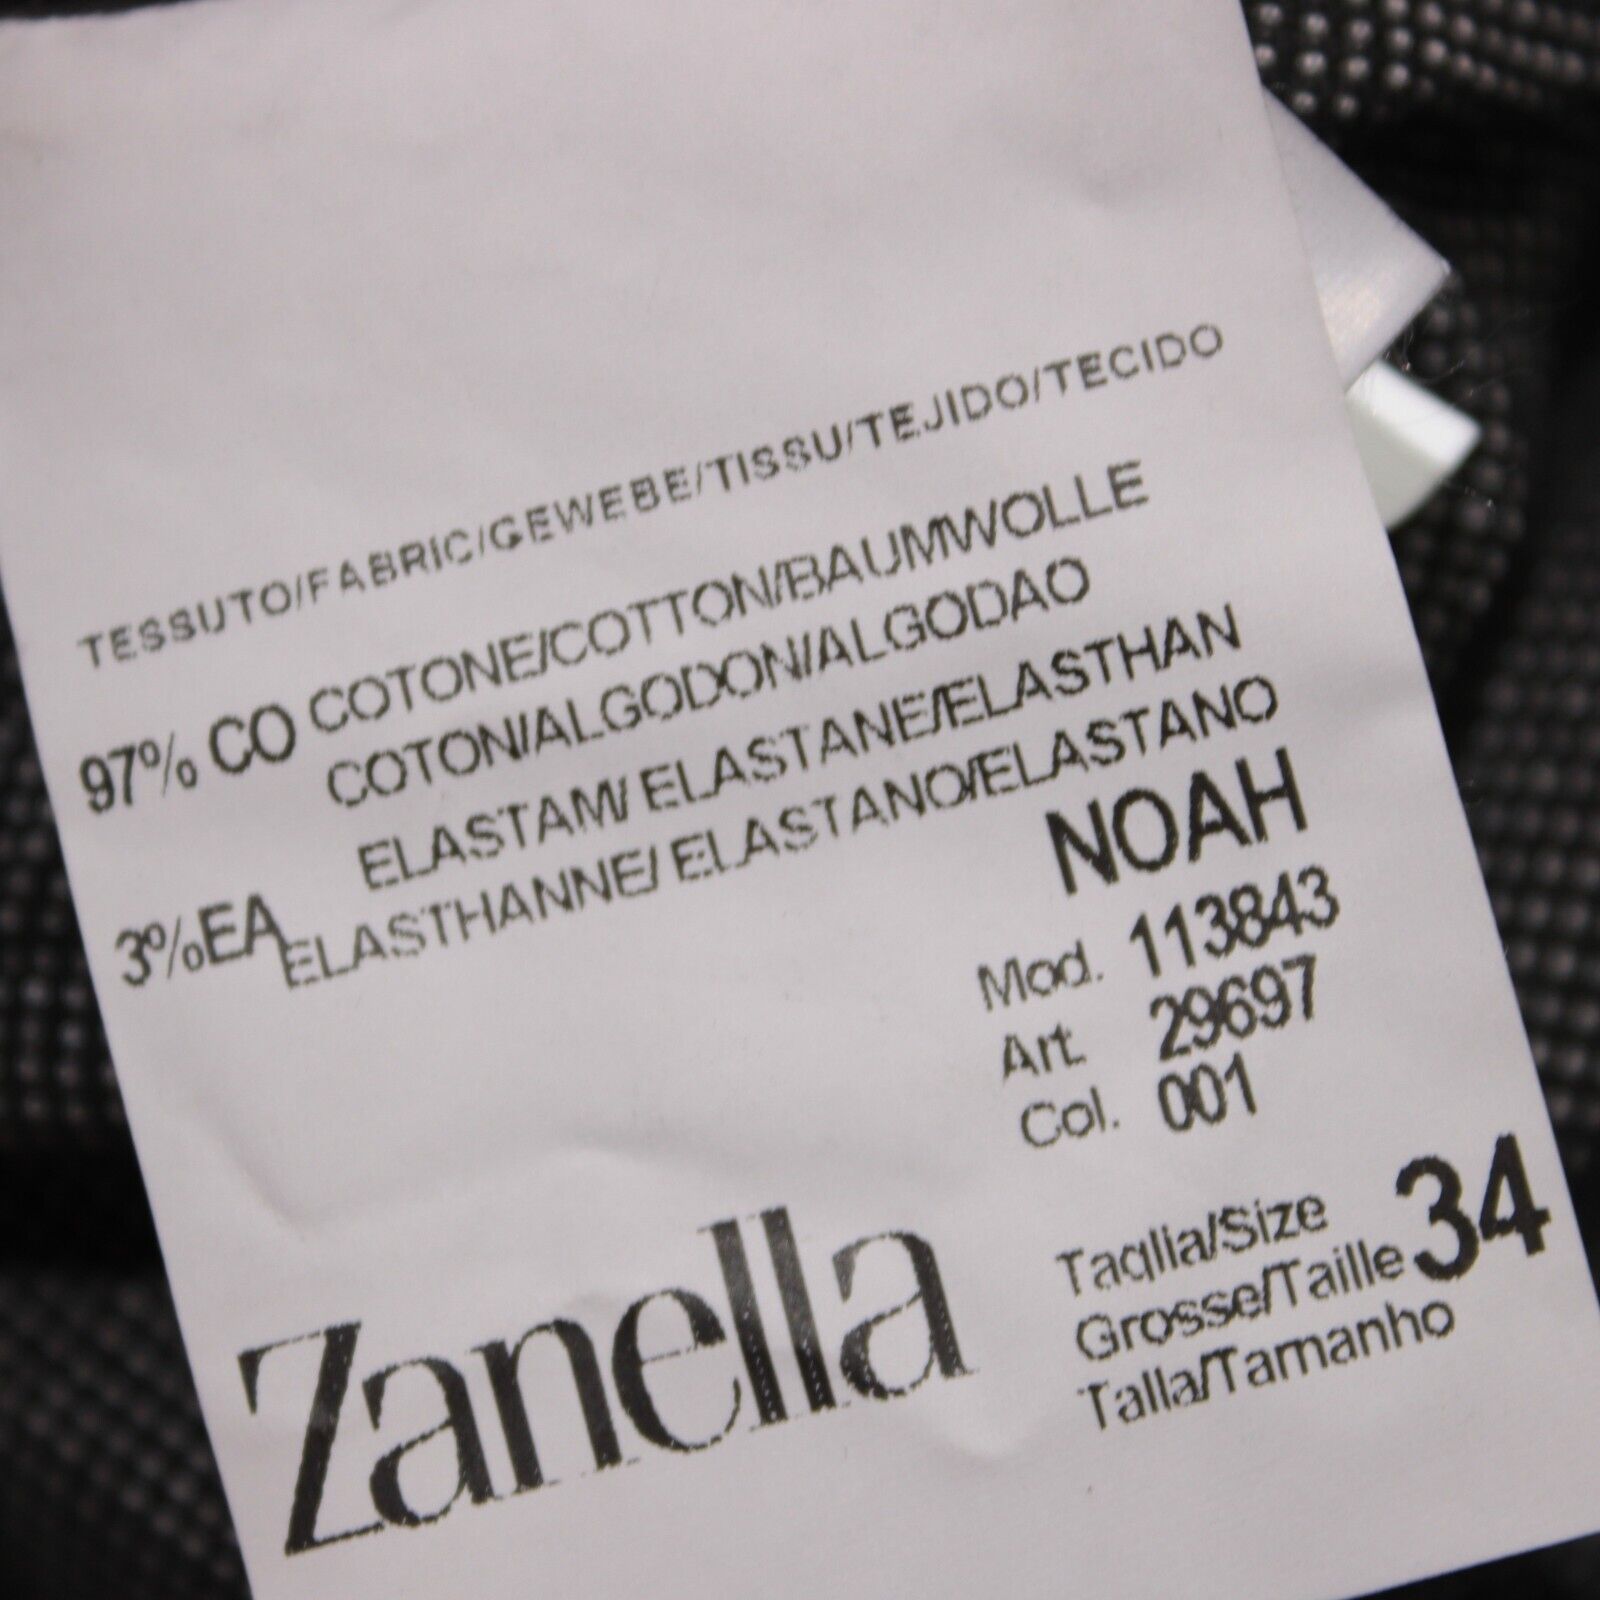 TESSUTO/FABRIC/GEWEBE/TISSU/TEJIDO/TECIDO
97% CO COTONE/COTTON/BAUMWOLLE
COTON/ALGODON/ALGODAO
ELASTAM/ ELASTANE/ELASTHAN
3%EA ELASTHANNE/ ELASTANO/ELASTANO
NOAH
Mod. 113843
Art. 29697
Col. 001
Zanella
Taglia/Size
Grosse/Taille 34
Talla/Tamanho